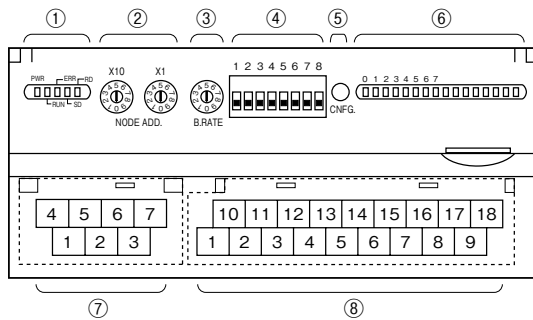 ① ② ③ ④ ⑤ ⑥
PWR ERR RD
RUN SD
X10 X1
NODE ADD.
B.RATE
1 2 3 4 5 6 7 8
CNFG.
0 1 2 3 4 5 6 7
4 5 6 7
1 2 3
10 11 12 13 14 15 16 17 18
1 2 3 4 5 6 7 8 9
⑦ ⑧